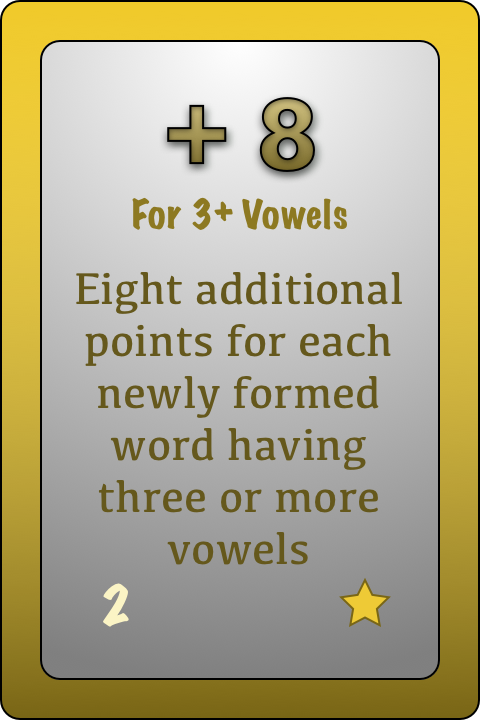 + 8
For 3+ Vowels
Eight additional
points for each
newly formed
word having
three or more
vowels
2